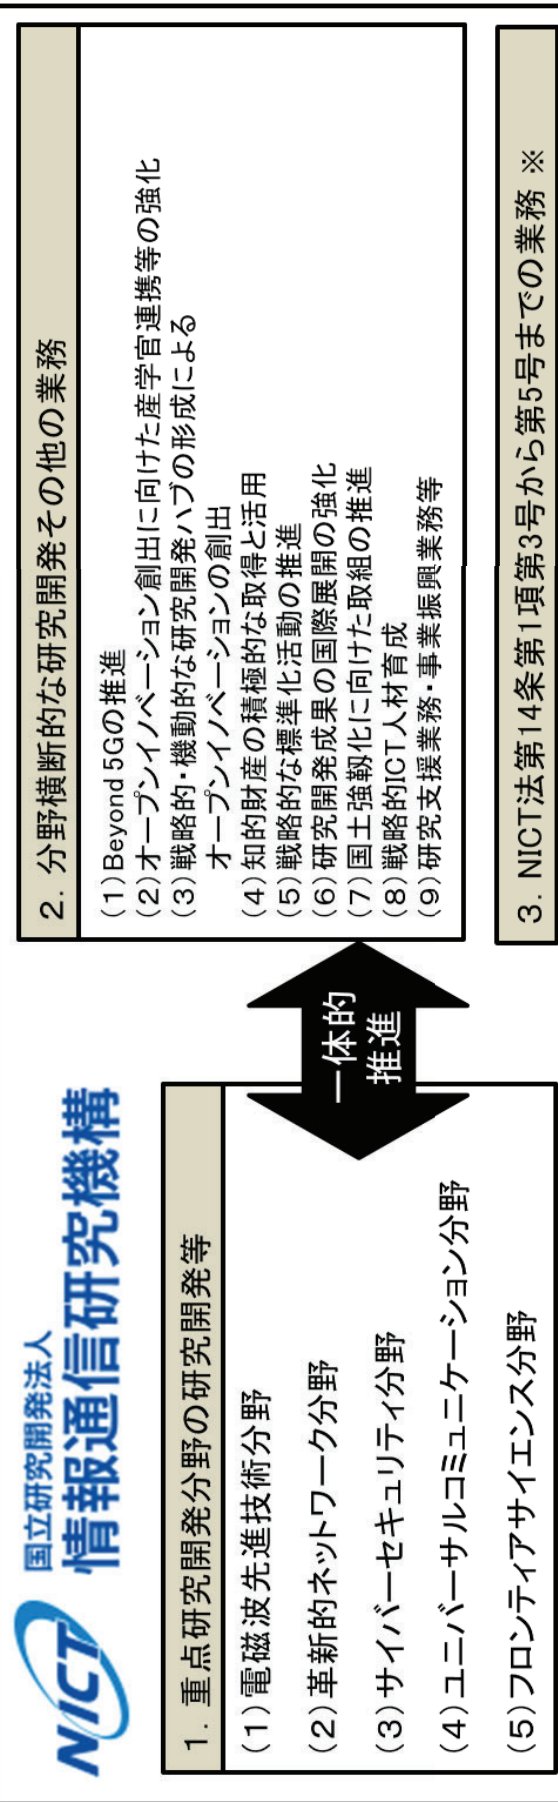 NICT
国立研究開発法人
情報通信研究機構
1. 重点研究開発分野の研究開発等
(1)電磁波先進技術分野
(2)革新的ネットワーク分野
(3)サイバーセキュリティ分野
(4)ユニバーサルコミュニケーション分野
(5)フロンティアサイエンス分野
一体的
推進
2. 分野横断的な研究開発その他の業務
(1)Beyond 5Gの推進
(2)オープンイノベーション創出に向けた産学官連携等の強化
(3)戦略的・機動的な研究開発ハブの形成による
オープンイノベーションの創出
(4)知的財産の積極的な取得と活用
(5)戦略的な標準化活動の推進
(6)研究開発成果の国際展開の強化
(7)国土強靱化に向けた取組の推進
(8)戦略的ICT人材育成
(9)研究支援業務・事業振興業務等
3. NICT法第14条第1項第3号から第5号までの業務 ※